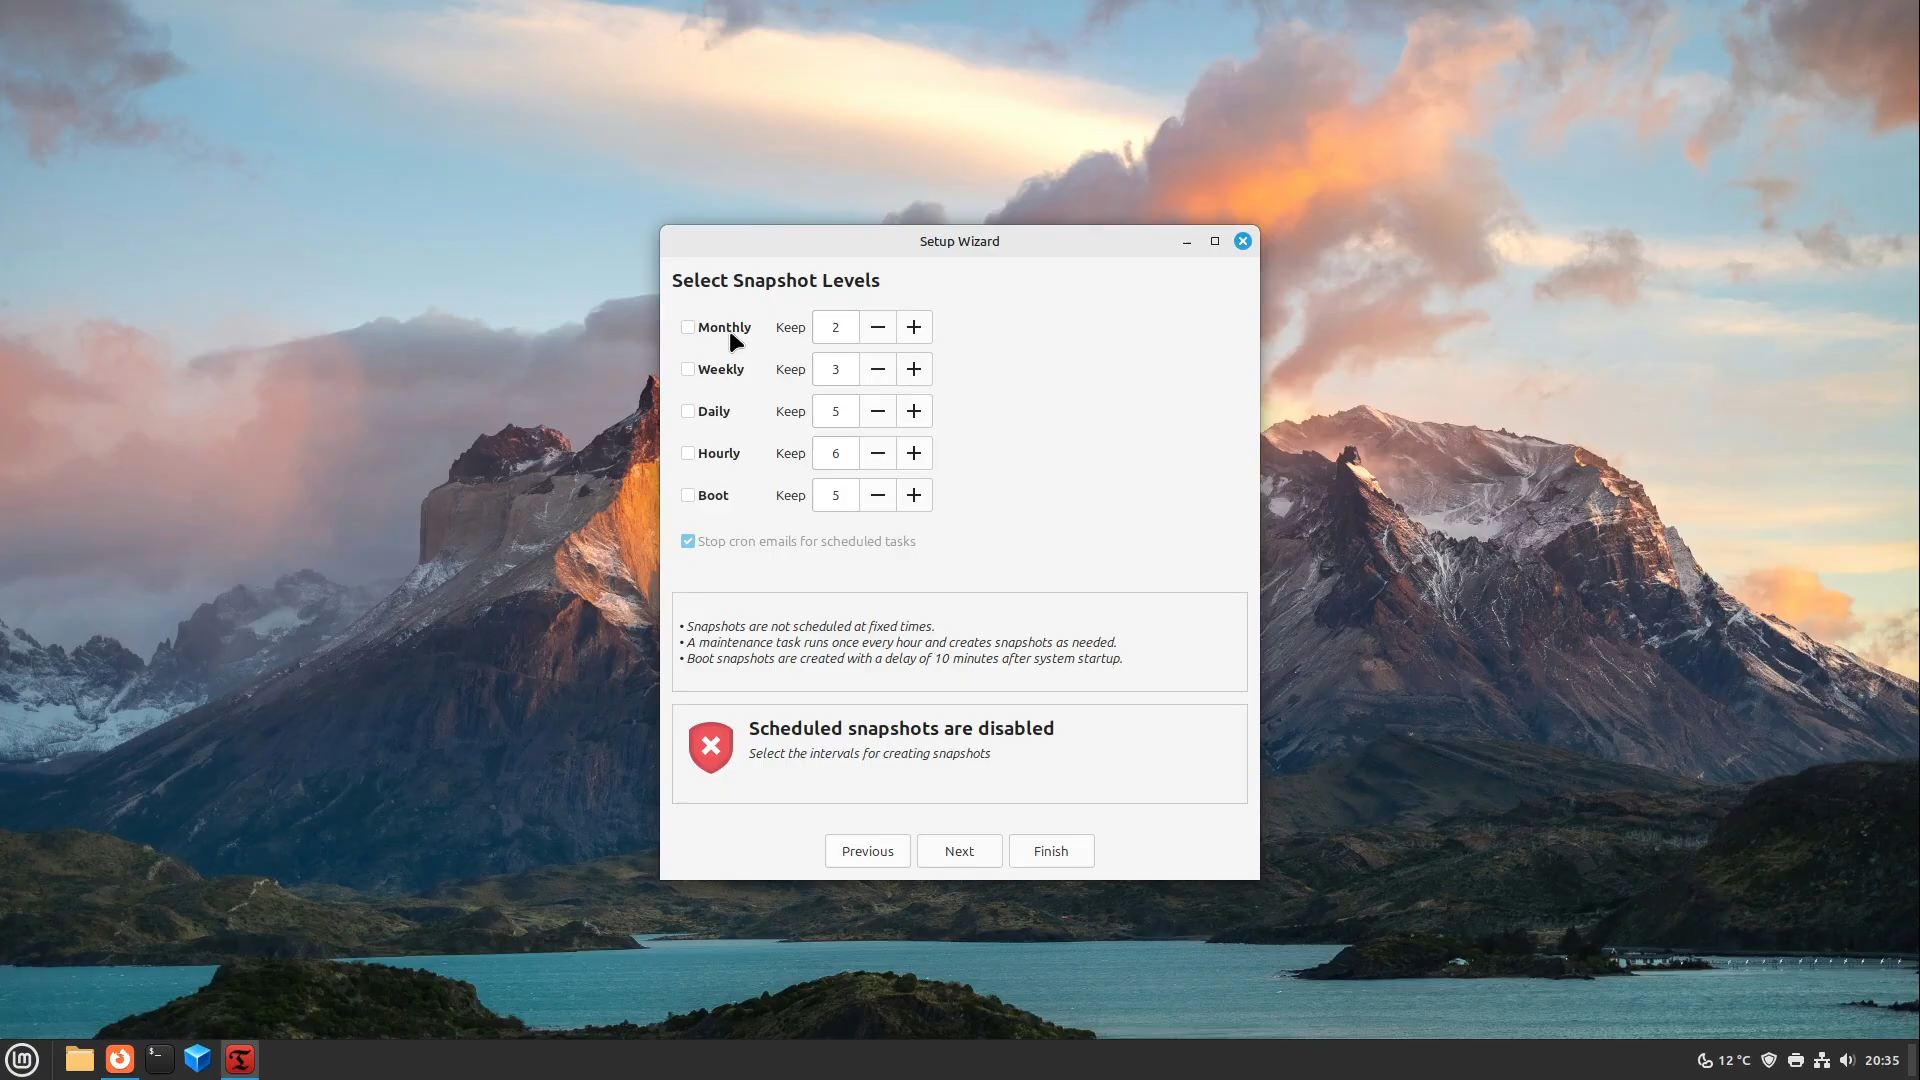 Setup Wizard
Select Snapshot Levels
Monthly Keep 2
Weekly Keep 3
Daily Keep 5
Hourly Keep 6
Boot Keep 5
Stop cron emails for scheduled tasks
• Snapshots are not scheduled at fixed times.
• A maintenance task runs once every hour and creates snapshots as needed.
• Boot snapshots are created with a delay of 10 minutes after system startup.
Scheduled snapshots are disabled
Select the intervals for creating snapshots
Previous Next Finish
12 °C 20:35